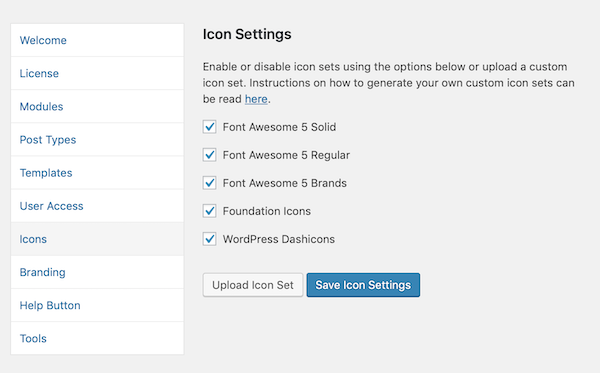 Welcome
License
Modules
Post Types
Templates
User Access
Icons
Branding
Help Button
Tools
Icon Settings
Enable or disable icon sets using the options below or upload a custom
icon set. Instructions on how to generate your own custom icon sets can
be read here.
Font Awesome 5 Solid
Font Awesome 5 Regular
Font Awesome 5 Brands
Foundation Icons
WordPress Dashicons
Upload Icon Set
Save Icon Settings